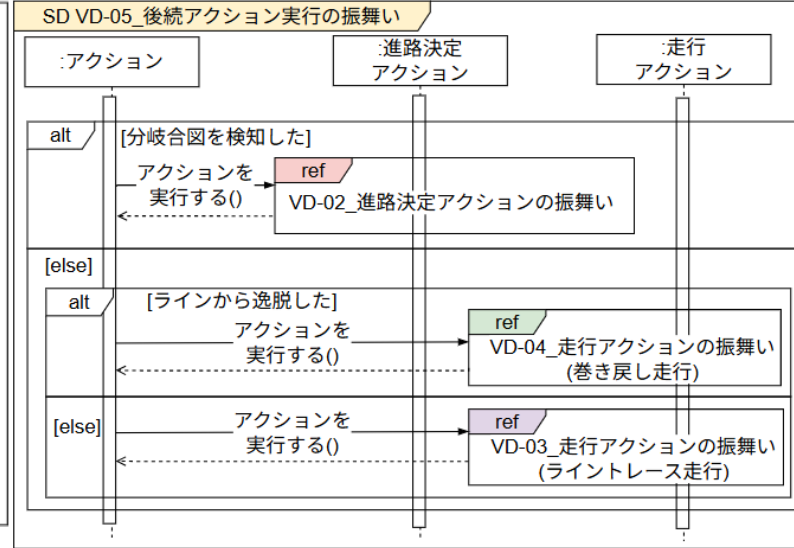 SD VD-05_後続アクション実行の振舞い
:アクション
:進路決定
アクション
:走行
アクション
alt
[分岐合図を検知した]
アクションを
実行する()
ref
VD-02_進路決定アクションの振舞い
[else]
alt
[ラインから逸脱した]
アクションを
実行する()
ref
VD-04_走行アクションの振舞い
(巻き戻し走行)
[else]
アクションを
実行する()
ref
VD-03_走行アクションの振舞い
(ライントレース走行)